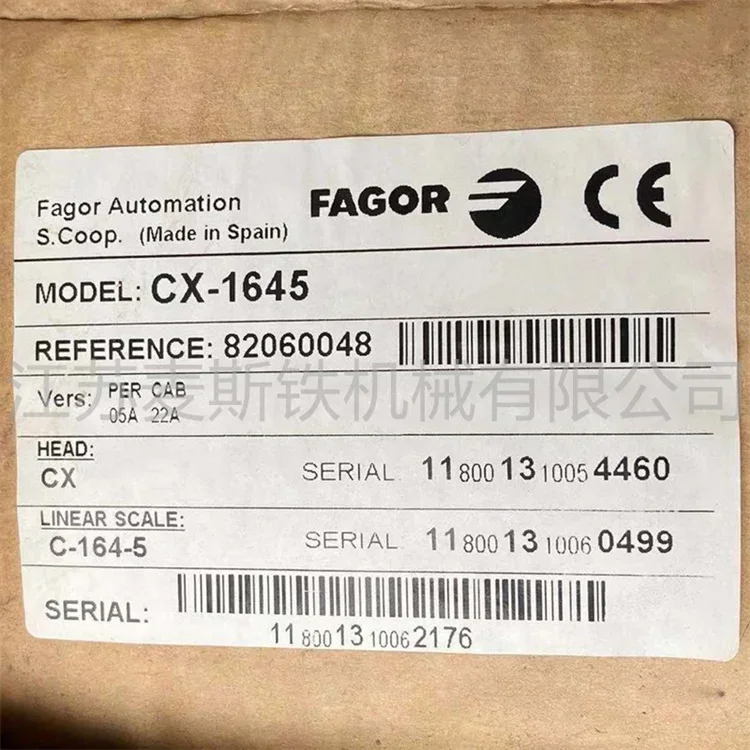 Fagor Automation
S.Coop. (Made in Spain)
FAGOR
CE
MODEL: CX-1645
REFERENCE: 82060048
江苏麦斯铁机械有限公司
Vers: PER CAB
05A 22A
HEAD:
CX SERIAL 11 800 13 1005 4460
LINEAR SCALE:
C-164-5 SERIAL 11 800 13 1006 0499
SERIAL:
11 800 13 1006 2176